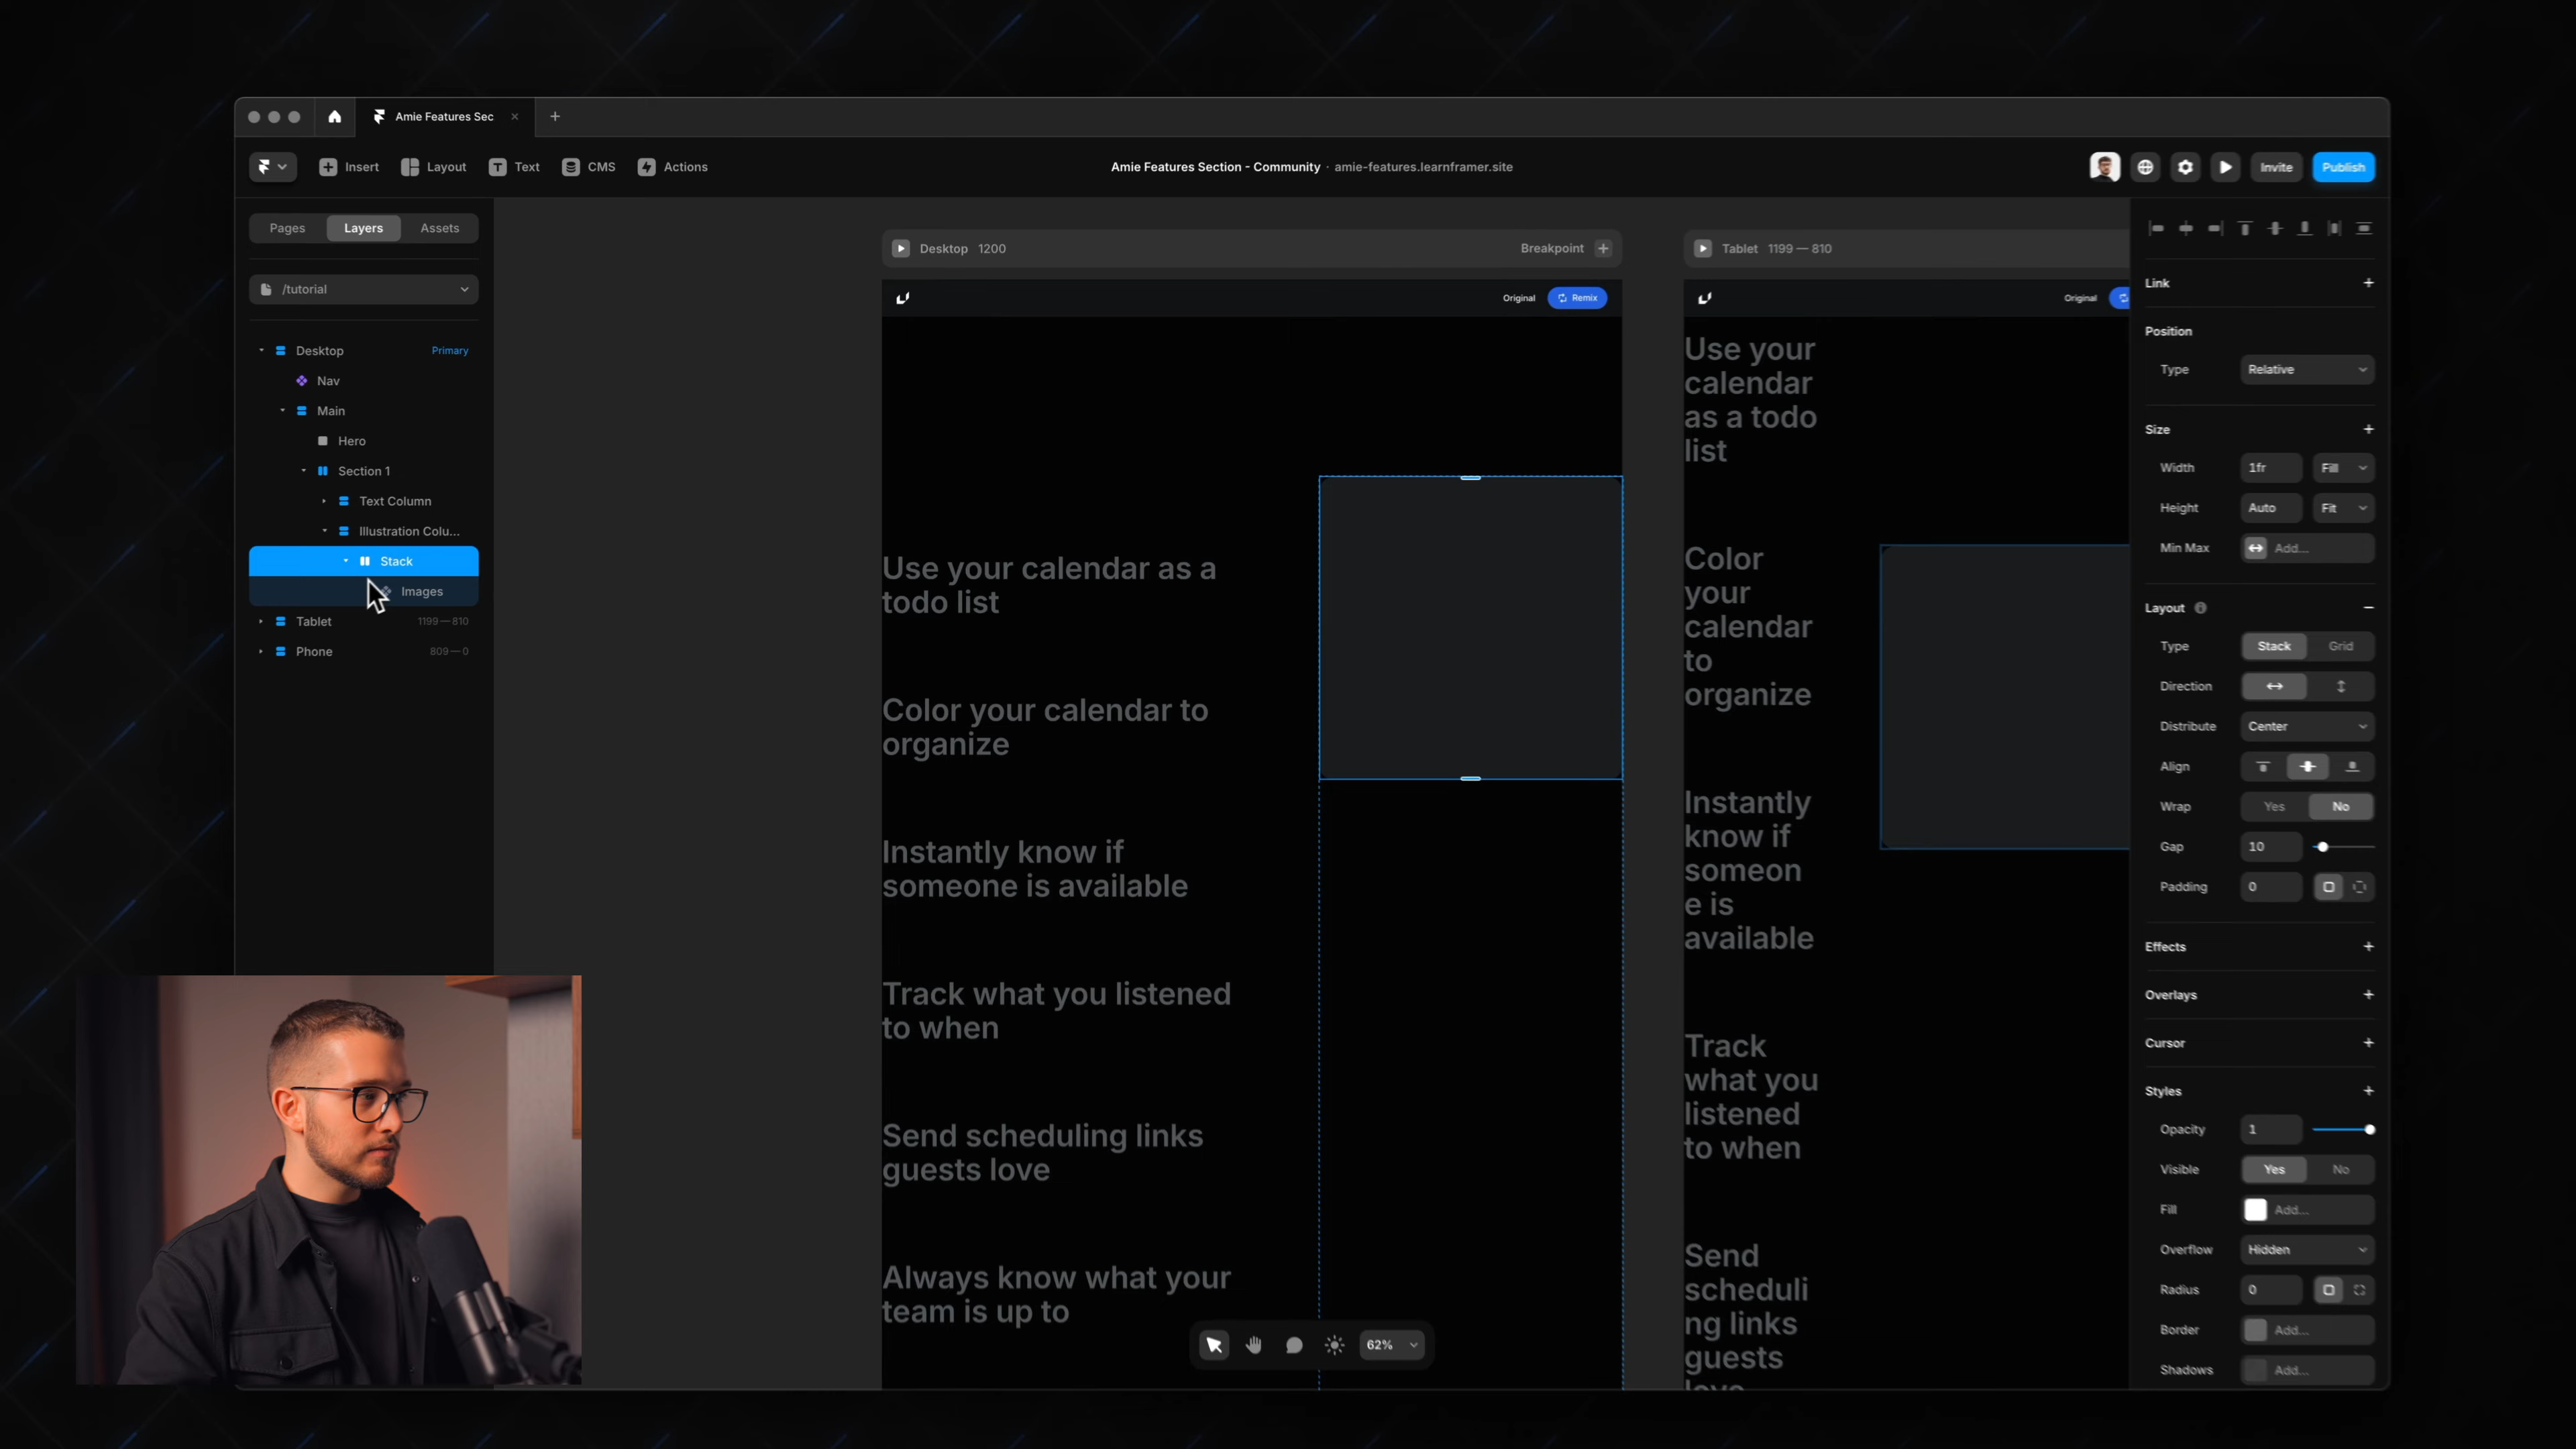 Amie Features Sec
Insert
Layout
Text
CMS
Actions
Amie Features Section - Community · amie-features.learnframer.site
Invite
Publish
Pages
Layers
Assets
/tutorial
Desktop
Primary
Nav
Main
Hero
Section 1
Text Column
Illustration Colu...
Stack
Images
Tablet
1199—810
Phone
809—0
Desktop 1200
Breakpoint
Original
Remix
Use your calendar as a
todo list
Color your calendar to
organize
Instantly know if
someone is available
Track what you listened
to when
Send scheduling links
guests love
Always know what your
team is up to
62%
Tablet 1199 — 810
Original
Use your
calendar
as a todo
list
Color
your
calendar
to
organize
Instantly
know if
someon
e is
available
Track
what you
listened
to when
Send
scheduli
ng links
guests
love
Link
Position
Type
Relative
Size
Width
1fr
Fill
Height
Auto
Fit
Min Max
Add...
Layout
Type
Stack
Grid
Direction
Distribute
Center
Align
Wrap
Yes
No
Gap
10
Padding
0
Effects
Overlays
Cursor
Styles
Opacity
1
Visible
Yes
No
Fill
Add...
Overflow
Hidden
Radius
0
Border
Add...
Shadows
Add...